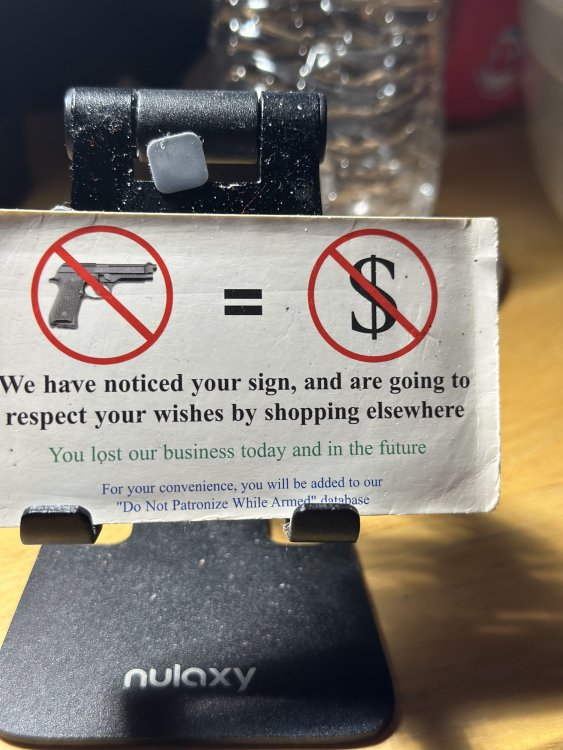 = $
We have noticed your sign, and are going to
respect your wishes by shopping elsewhere
You lost our business today and in the future
For your convenience, you will be added to our
"Do Not Patronize While Armed" database
nulaxy